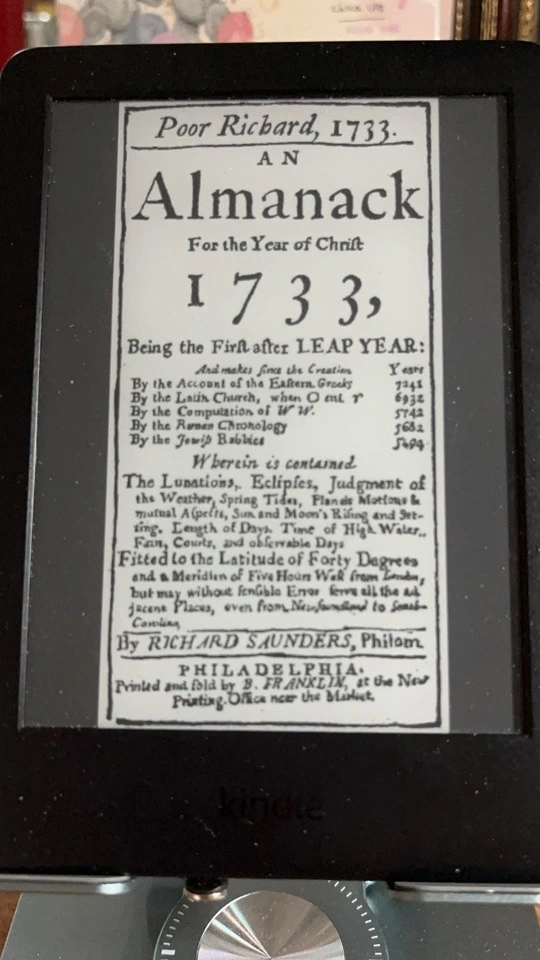 Poor Richard, 1733.
AN
Almanack
For the Year of Chriſt
1733,
Being the Firſt after LEAP YEAR:
And makes ſince the Creation Years
By the Account of the Eaſtern Greeks 7241
By the Latin Church, when O ent. ♈ 6932
By the Computation of W.W. 5742
By the Roman Chronology 5682
By the Jewiſh Rabbies 5494
Wherein is contained
The Lunations, Eclipſes, Judgment of
the Weather, Spring Tides, Planets Motions &
mutual Aſpects, Sun and Moon's Riſing and Set-
ting, Length of Days, Time of High Water,
Fairs, Courts, and obſervable Days
Fitted to the Latitude of Forty Degrees
and a Meridian of Five Hours Weſt from London,
but may without ſenſible Error ſerve all the ad-
jacent Places, even from Newfoundland to South-
Carolina
By RICHARD SAUNDERS, Philom
PHILADELPHIA.
Printed and ſold by B. FRANKLIN, at the New
Printing-Office near the Market.
kindle